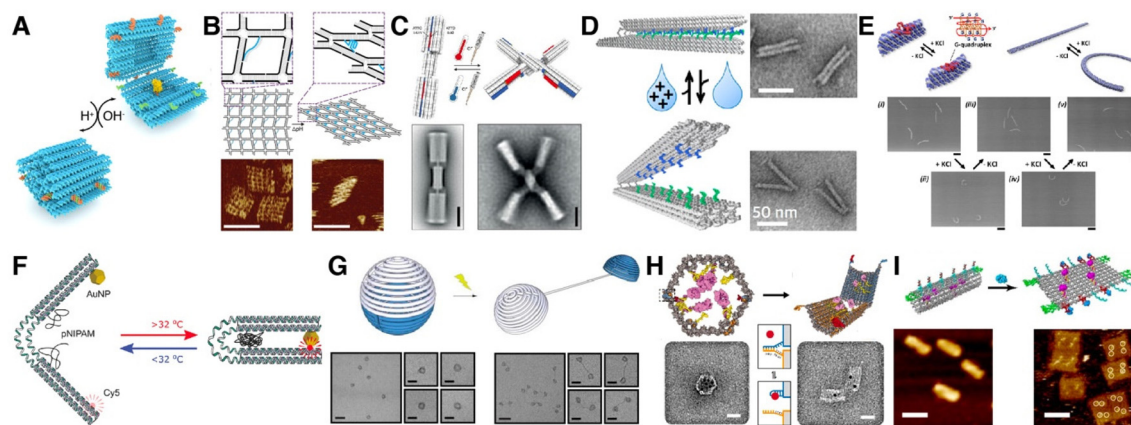 A
H⁺
OH⁻
B
ΔpH
C
D
+++
50 nm
E
G-quadruplex
+ KCl
- KCl
+ KCl
- KCl
(i)
(iii)
(v)
+ KCl
- KCl
+ KCl
- KCl
(ii)
(iv)
F
AuNP
pNIPAM
Cy5
>32 °C
<32 °C
G
H
I